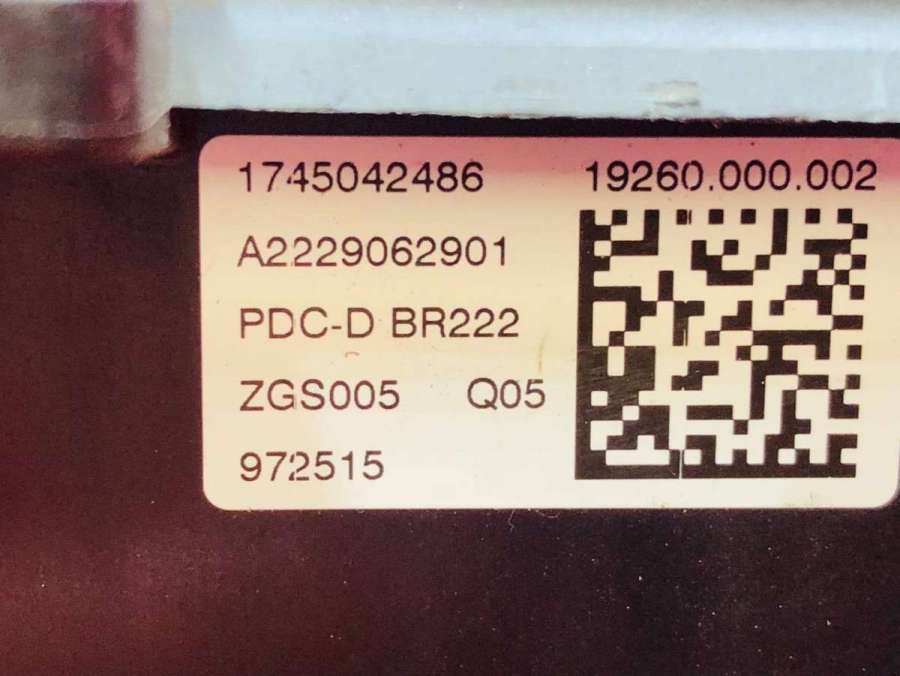 1745042486 19260.000.002
A2229062901
PDC-D BR222
ZGS005 Q05
972515